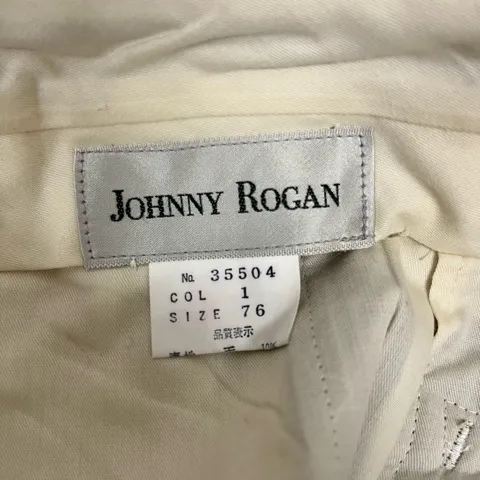 JOHNNY ROGAN
No. 35504
COL 1
SIZE 76
品質表示